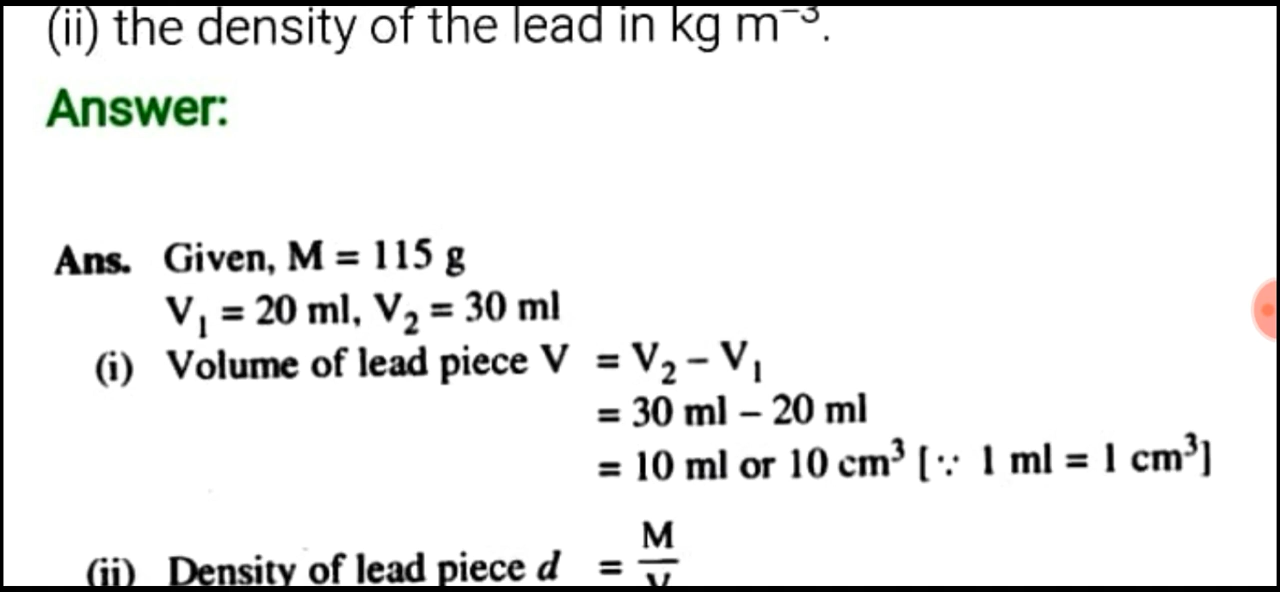 (ii) the density of the lead in kg m⁻³.
Answer:
Ans. Given, M = 115 g
V₁ = 20 ml, V₂ = 30 ml
(i) Volume of lead piece V = V₂ – V₁
= 30 ml – 20 ml
= 10 ml or 10 cm³ [∵ 1 ml = 1 cm³]
(ii) Density of lead piece d = M/V